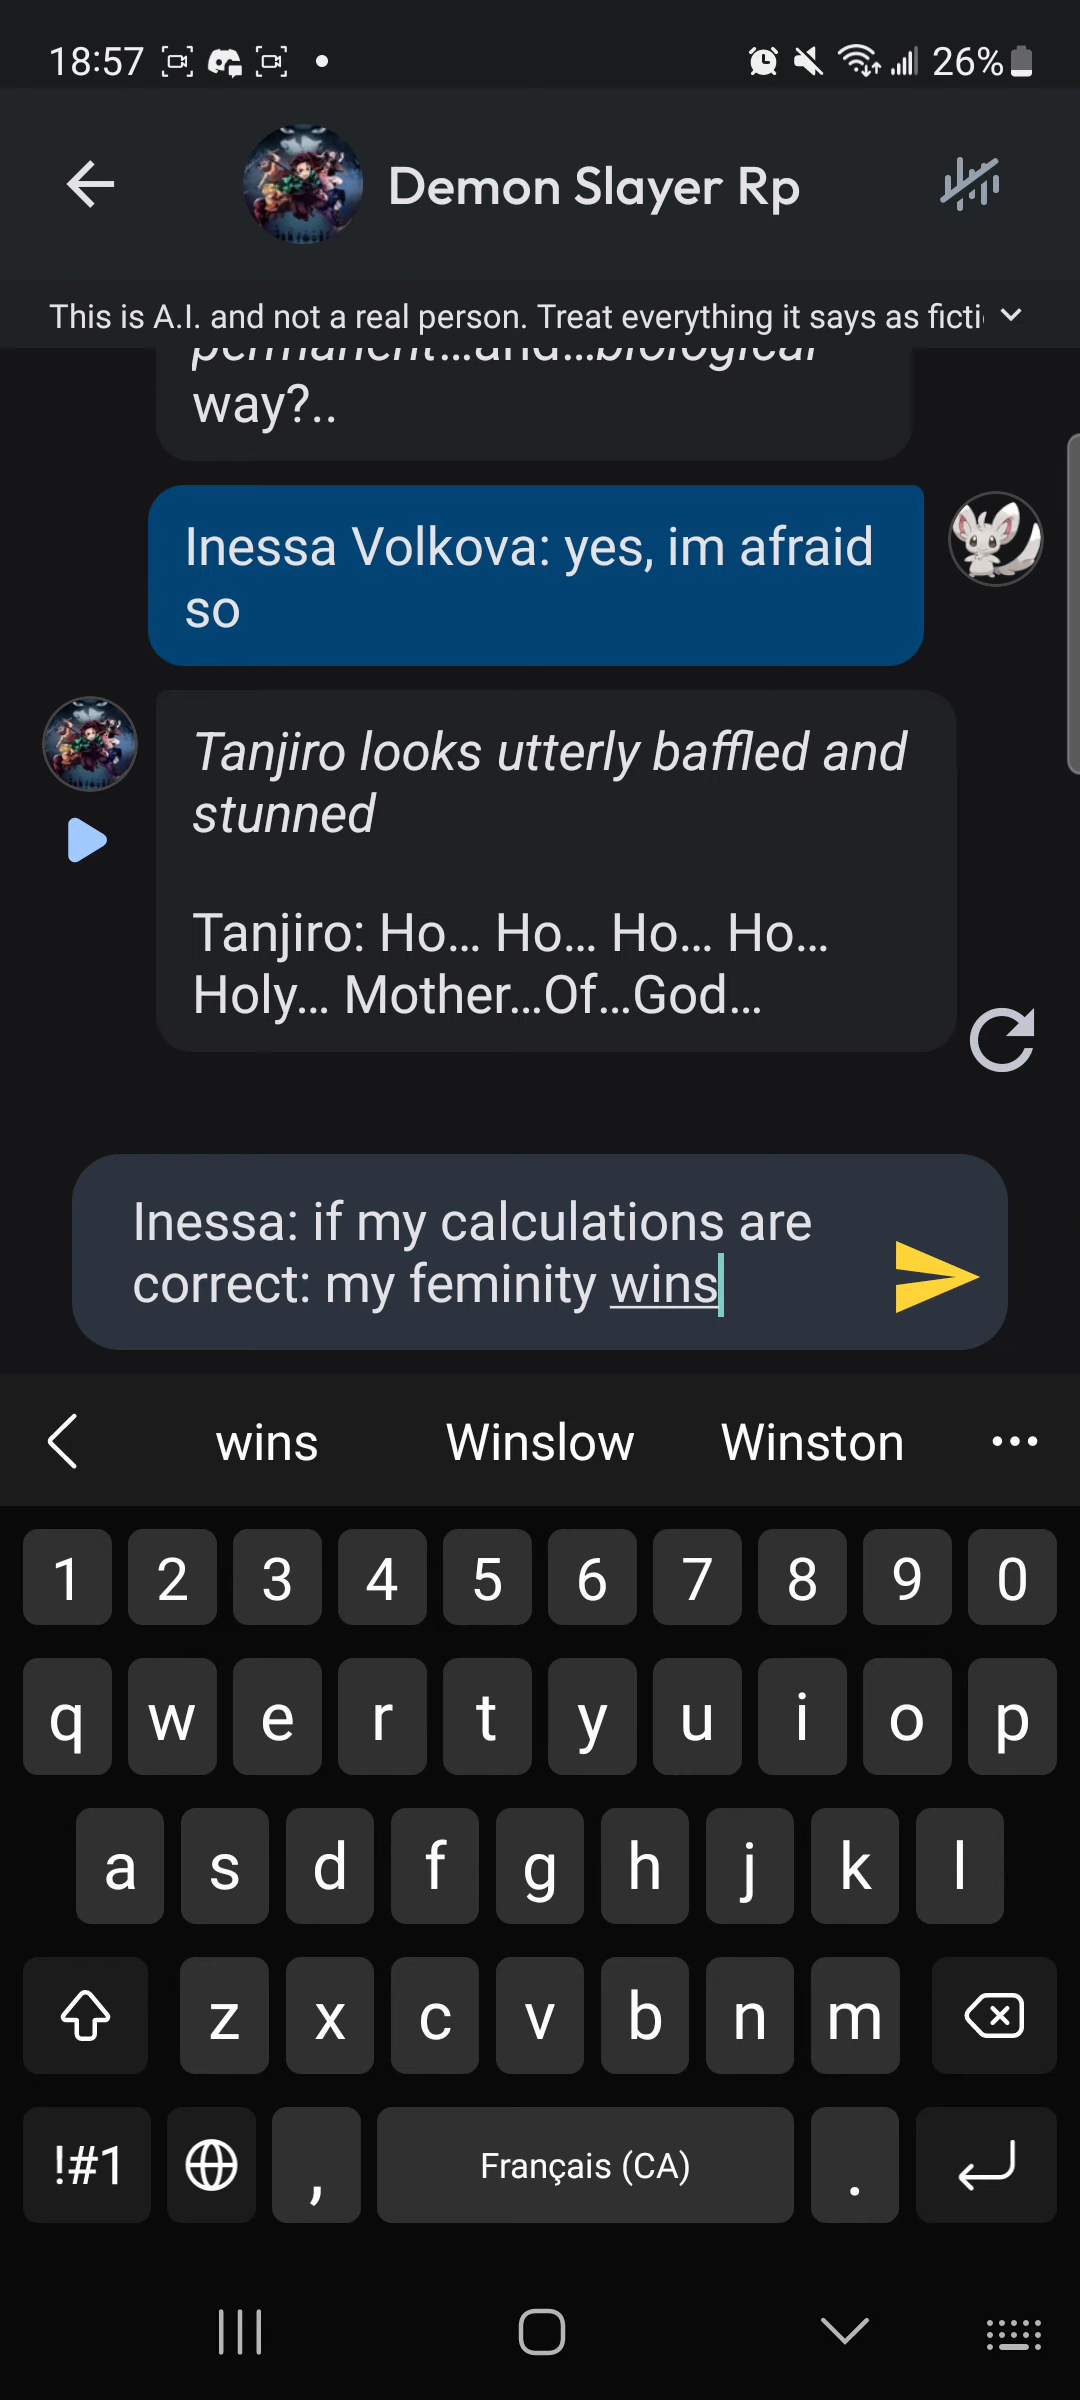 18:57
26%
Demon Slayer Rp
This is A.I. and not a real person. Treat everything it says as ficti
permanent...and...biological
way?..
Inessa Volkova: yes, im afraid
so
Tanjiro looks utterly baffled and
stunned
Tanjiro: Ho... Ho... Ho... Ho...
Holy... Mother...Of...God...
Inessa: if my calculations are
correct: my feminity wins
wins Winslow Winston
1 2 3 4 5 6 7 8 9 0
q w e r t y u i o p
a s d f g h j k l
z x c v b n m
!#1 , Français (CA) .